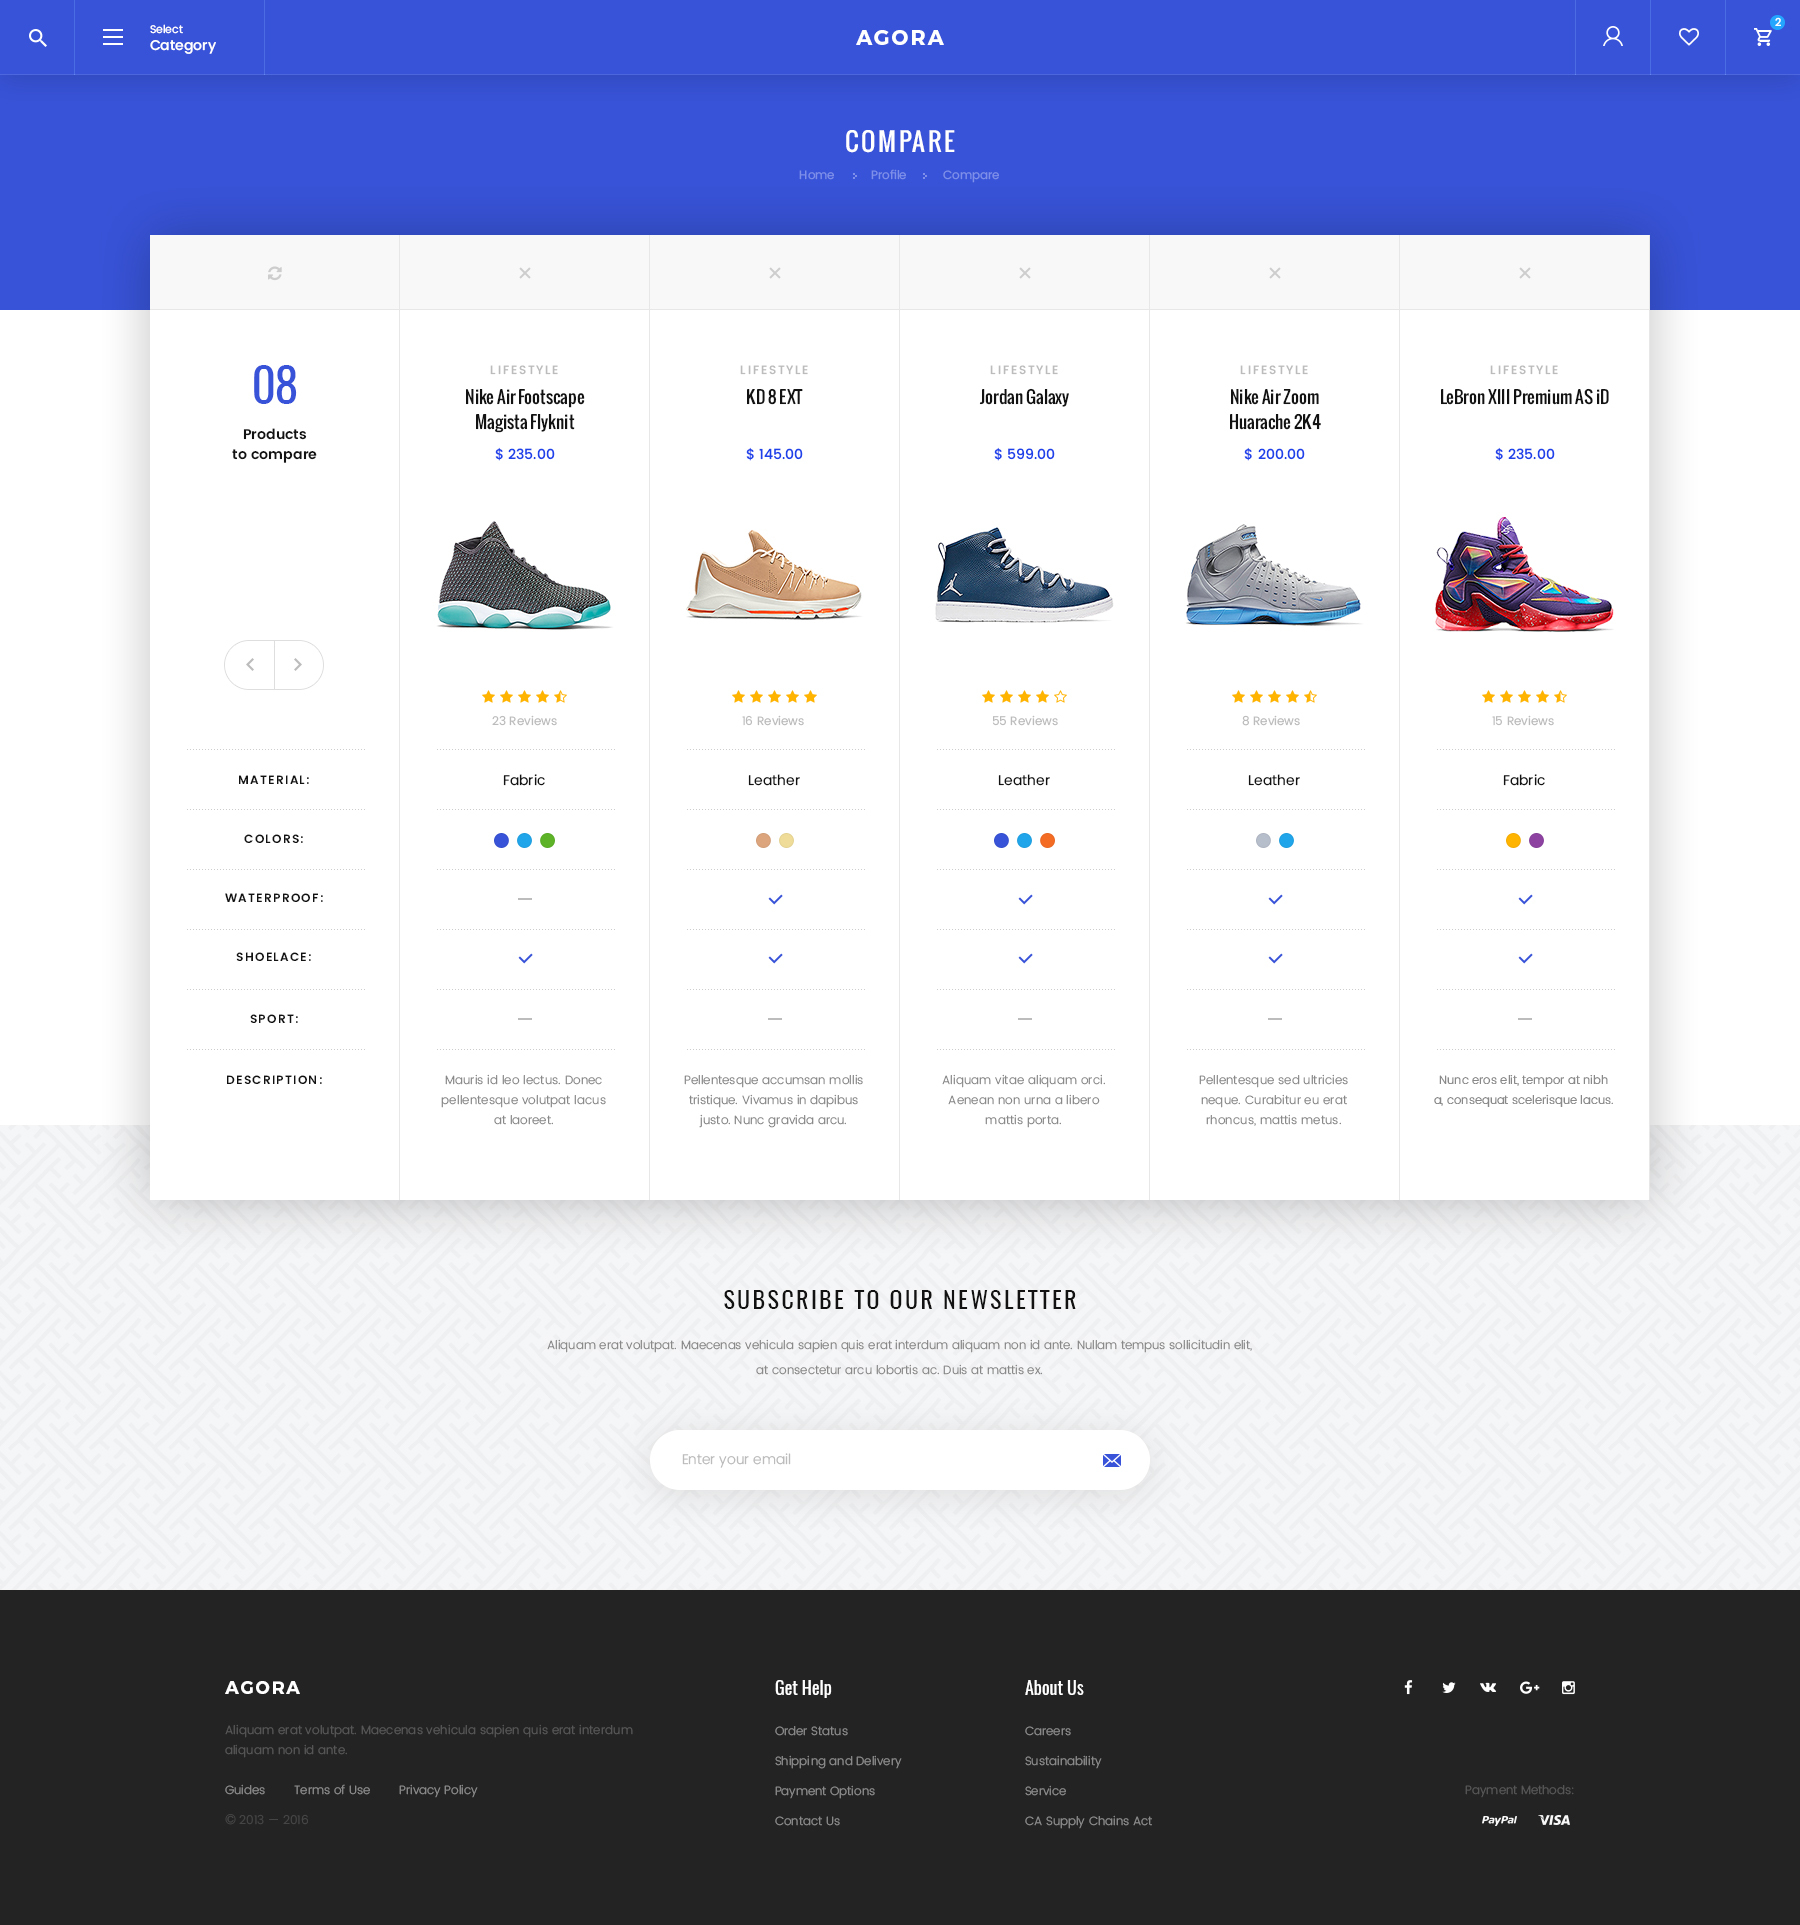 Select
Category
AGORA
2
COMPARE
Home
Profile
Compare
08
Products
to compare
LIFESTYLE
Nike Air Footscape
Magista Flyknit
$ 235.00
LIFESTYLE
KD 8 EXT
$ 145.00
LIFESTYLE
Jordan Galaxy
$ 599.00
LIFESTYLE
Nike Air Zoom
Huarache 2K4
$ 200.00
LIFESTYLE
LeBron XIII Premium AS iD
$ 235.00
23 Reviews
16 Reviews
55 Reviews
8 Reviews
15 Reviews
MATERIAL:
Fabric
Leather
Leather
Leather
Fabric
COLORS:
WATERPROOF:
SHOELACE:
SPORT:
DESCRIPTION:
Mauris id leo lectus. Donec
pellentesque volutpat lacus
at laoreet.
Pellentesque accumsan mollis
tristique. Vivamus in dapibus
justo. Nunc gravida arcu.
Aliquam vitae aliquam orci.
Aenean non urna a libero
mattis porta.
Pellentesque sed ultricies
neque. Curabitur eu erat
rhoncus, mattis metus.
Nunc eros elit, tempor at nibh
a, consequat scelerisque lacus.
SUBSCRIBE TO OUR NEWSLETTER
Aliquam erat volutpat. Maecenas vehicula sapien quis erat interdum aliquam non id ante. Nullam tempus sollicitudin elit,
at consectetur arcu lobortis ac. Duis at mattis ex.
Enter your email
AGORA
Aliquam erat volutpat. Maecenas vehicula sapien quis erat interdum
aliquam non id ante.
Guides
Terms of Use
Privacy Policy
© 2013 — 2016
Get Help
Order Status
Shipping and Delivery
Payment Options
Contact Us
About Us
Careers
Sustainability
Service
CA Supply Chains Act
Payment Methods:
PayPal
VISA